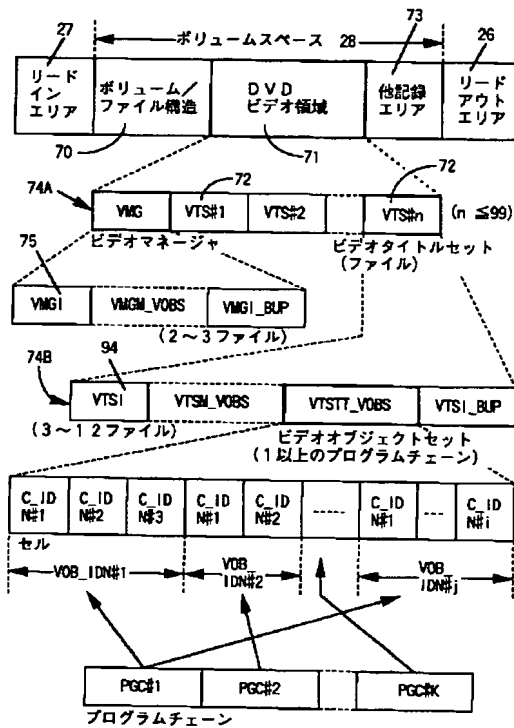 27
ボリュームスペース 28
73
26
リード
イン
エリア
ボリューム/
ファイル構造
DVD
ビデオ領域
他記録
エリア
リード
アウト
エリア
70
71
74A
72
72
VMG
VTS#1
VTS#2
VTS#n
(n ≦99)
ビデオマネージャ
ビデオタイトルセット
(ファイル)
75
VMGI
VMGM_VOBS
VMGI_BUP
(2~3ファイル)
74B
94
VTSI
VTSM_VOBS
VTSTT_VOBS
VTSI_BUP
(3~12ファイル)
ビデオオブジェクトセット
(1以上のプログラムチェーン)
C_ID
N#1
C_ID
N#2
C_ID
N#3
C_ID
N#1
C_ID
N#2
C_ID
N#1
C_ID
N#i
セル
VOB_IDN#1
VOB_
IDN#2
VOB_
IDN#j
PGC#1
PGC#2
PGC#K
プログラムチェーン